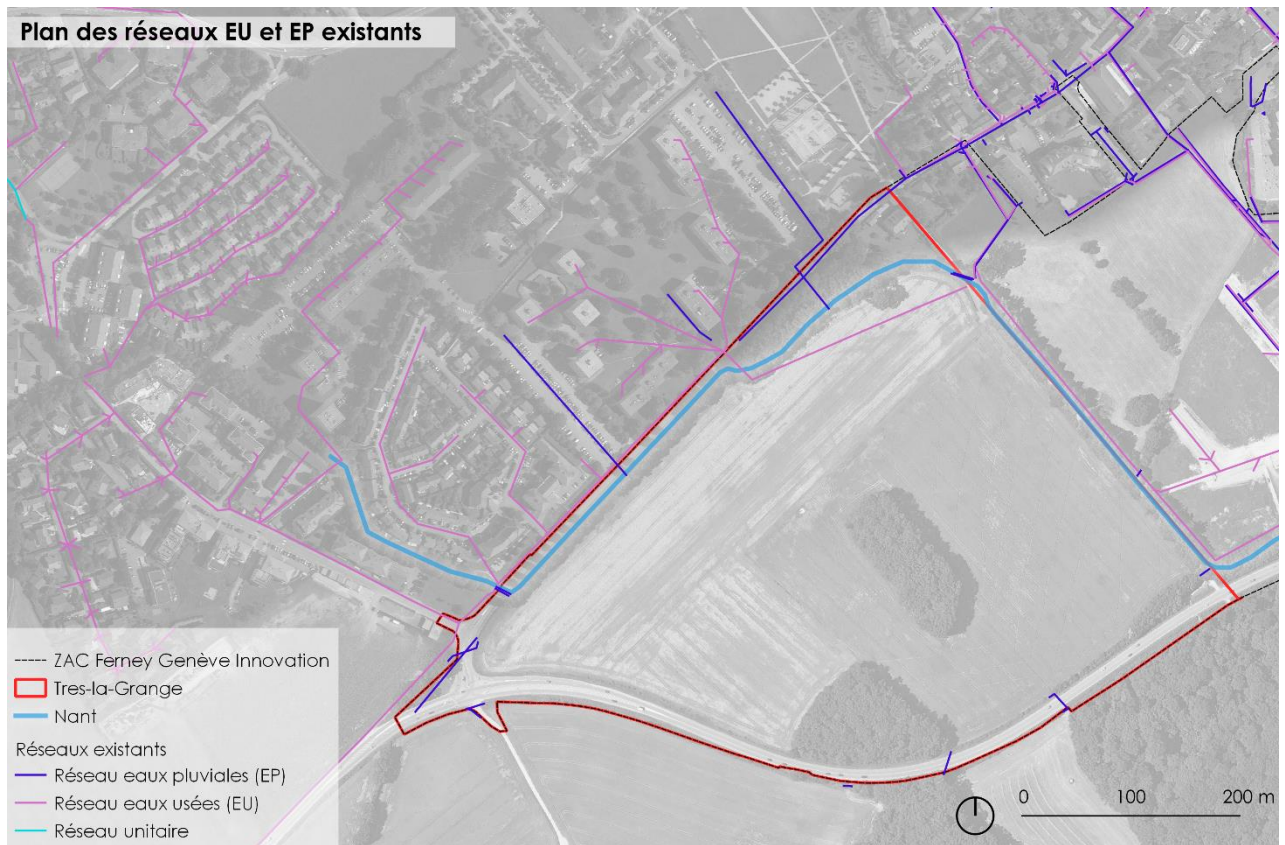 Plan des réseaux EU et EP existants
ZAC Ferney Genève Innovation
Tres-la-Grange
Nant
Réseaux existants
Réseau eaux pluviales (EP)
Réseau eaux usées (EU)
Réseau unitaire
0 100 200 m